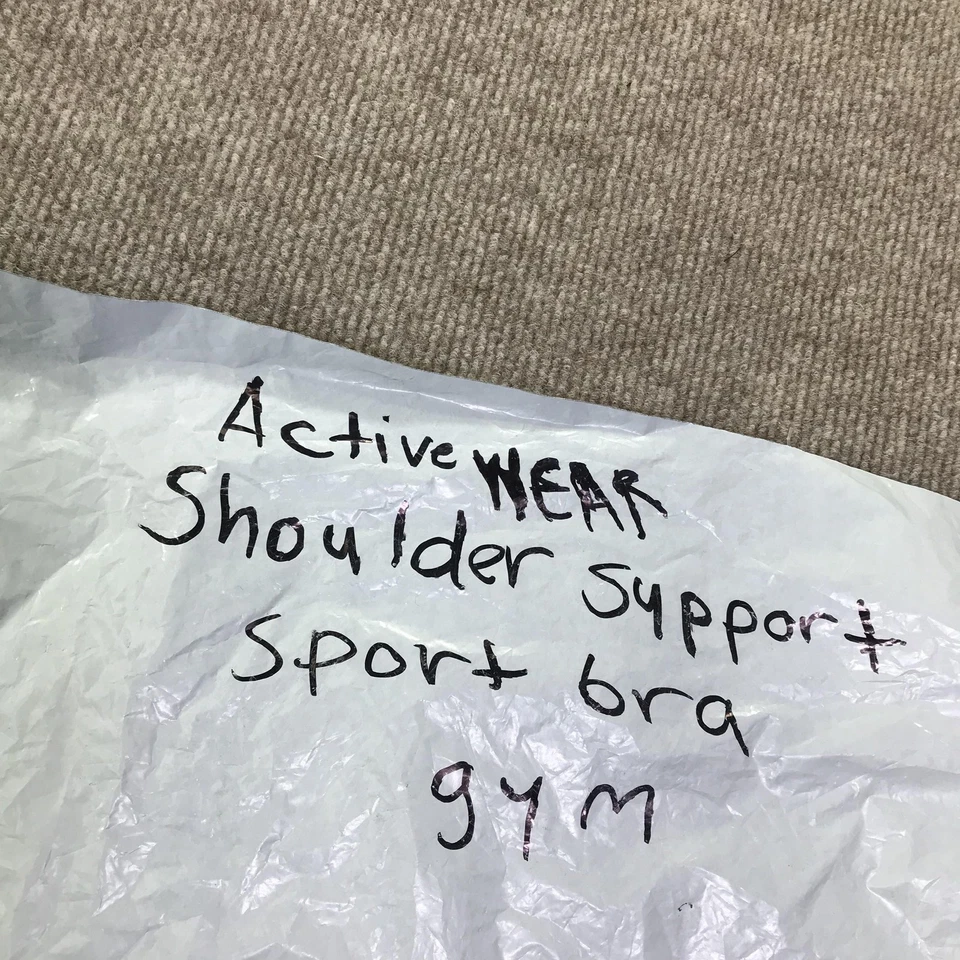 Active WEAR
Shoulder support
Sport bra
gym